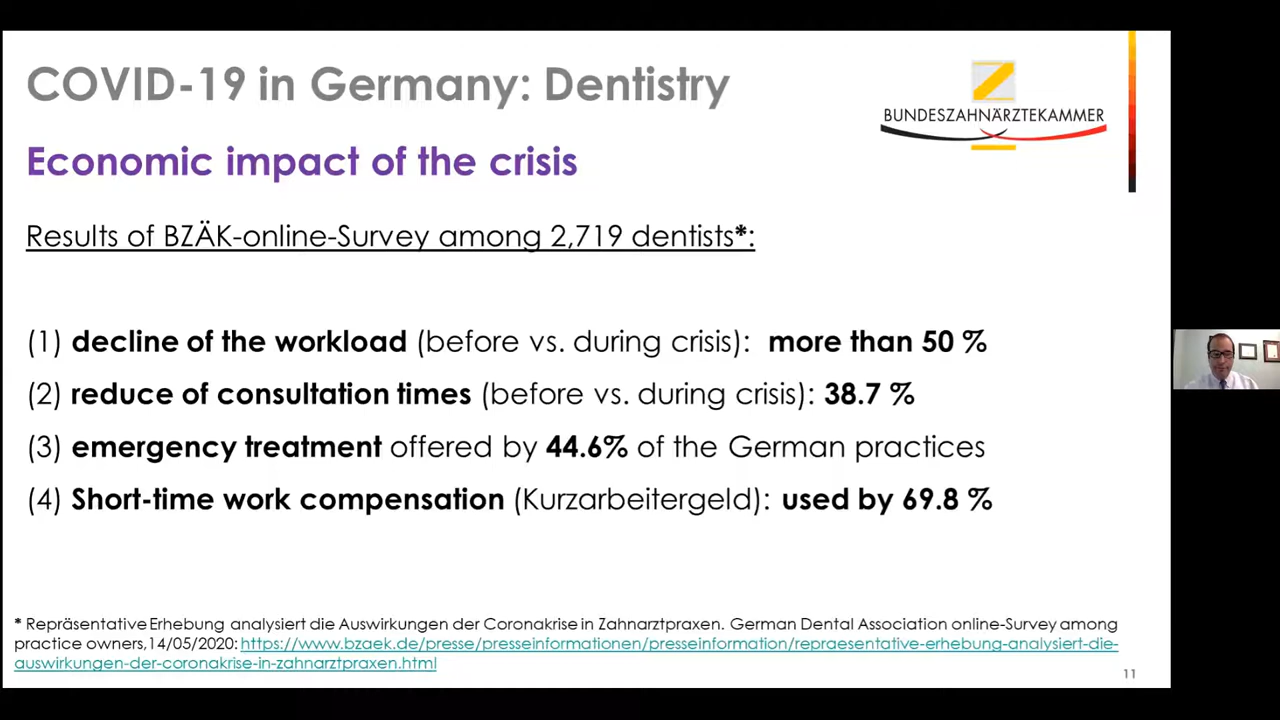 COVID-19 in Germany: Dentistry
BUNDESZAHNÄRZTEKAMMER
Economic impact of the crisis
Results of BZÄK-online-Survey among 2,719 dentists*:
(1) decline of the workload (before vs. during crisis): more than 50 %
(2) reduce of consultation times (before vs. during crisis): 38.7 %
(3) emergency treatment offered by 44.6% of the German practices
(4) Short-time work compensation (Kurzarbeitergeld): used by 69.8 %
* Repräsentative Erhebung analysiert die Auswirkungen der Coronakrise in Zahnarztpraxen. German Dental Association online-Survey among
practice owners,14/05/2020: https://www.bzaek.de/presse/presseinformationen/presseinformation/repraesentative-erhebung-analysiert-die-
auswirkungen-der-coronakrise-in-zahnarztpraxen.html
11